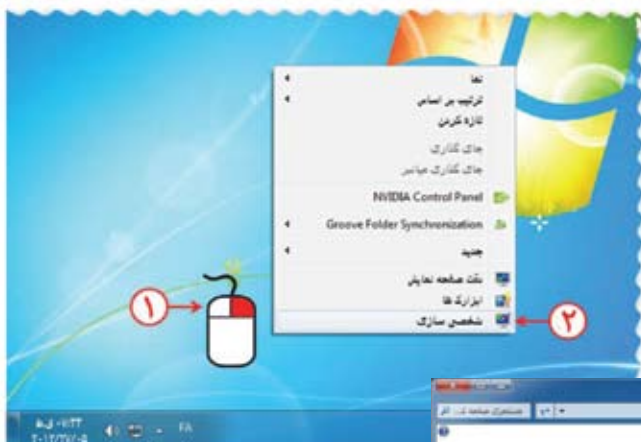 نما
ترتیب بر اساس
تازه کردن
جای گذاری
جای گذاری میانبر
NVIDIA Control Panel
Groove Folder Synchronization
جدید
دقت صفحه نمایش
ابزارک ها
شخصی سازی
۱
۲
FA